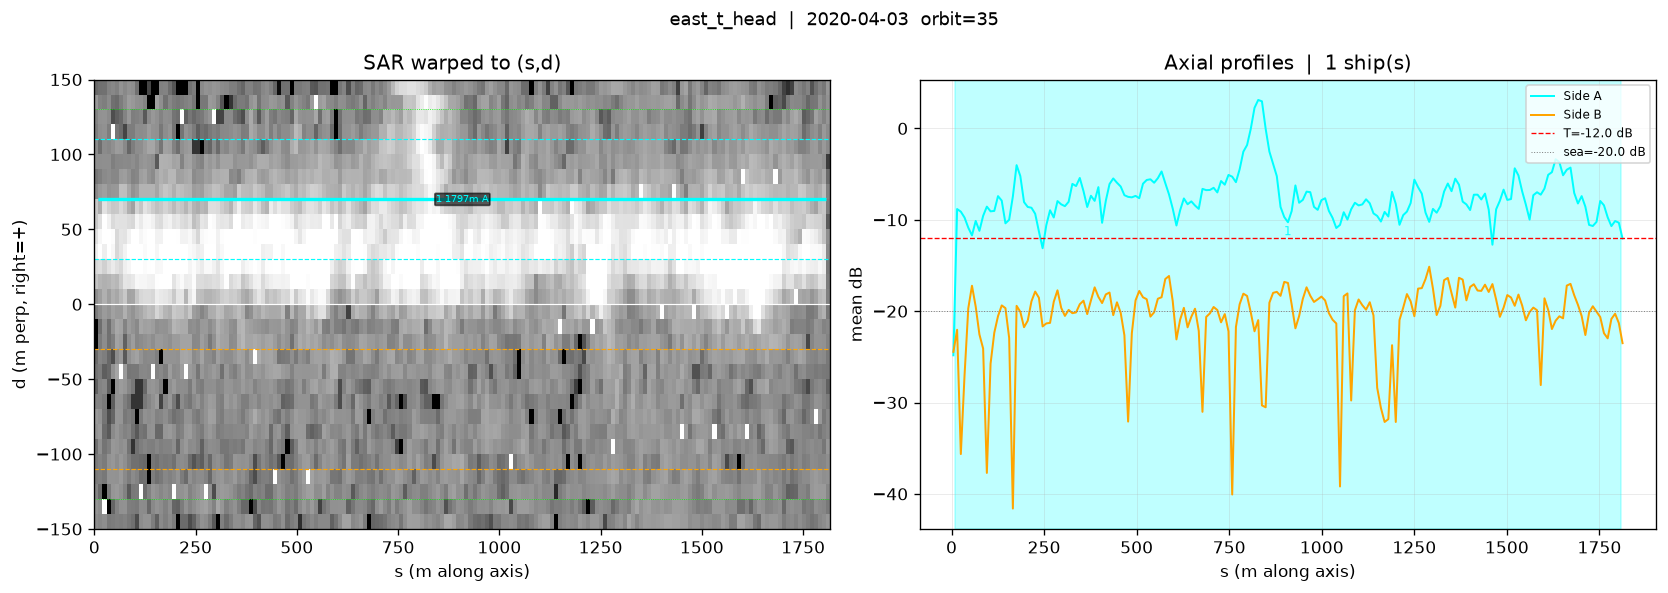 east_t_head | 2020-04-03 orbit=35
SAR warped to (s,d)
150
100
50
0
−50
−100
−150
d (m perp, right=+)
1 1797m A
0
250
500
750
1000
1250
1500
1750
s (m along axis)
Axial profiles | 1 ship(s)
0
−10
−20
−30
−40
mean dB
Side A
Side B
T=-12.0 dB
sea=-20.0 dB
1
0
250
500
750
1000
1250
1500
1750
s (m along axis)